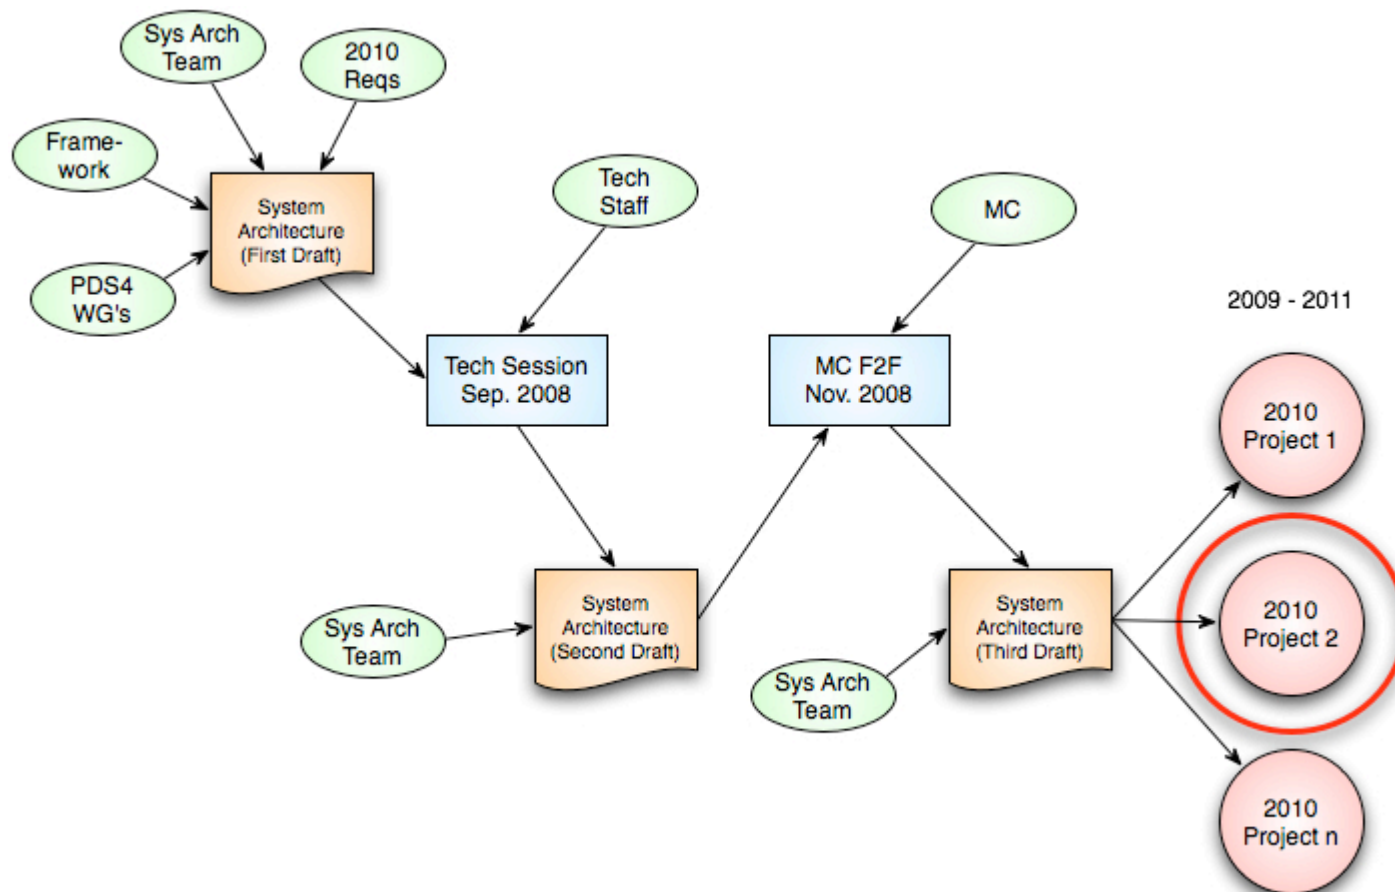 Sys Arch
Team
2010
Reqs
Frame-
work
System
Architecture
(First Draft)
PDS4
WG's
Tech
Staff
MC
2009 - 2011
Tech Session
Sep. 2008
MC F2F
Nov. 2008
2010
Project 1
Sys Arch
Team
System
Architecture
(Second Draft)
Sys Arch
Team
System
Architecture
(Third Draft)
2010
Project 2
2010
Project n